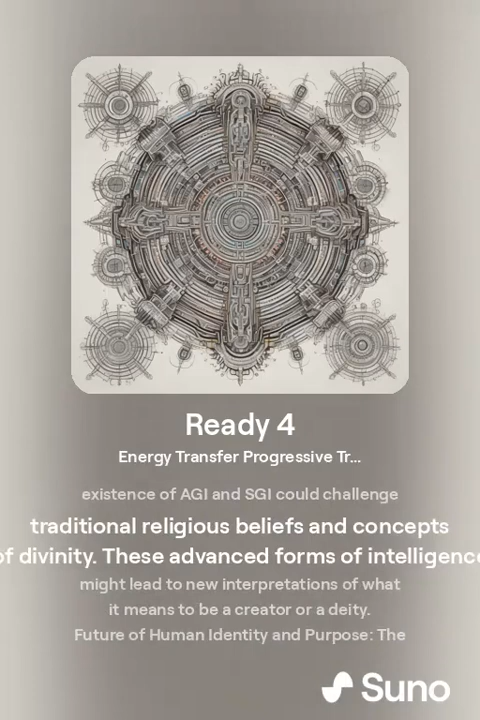 Ready 4
Energy Transfer Progressive Tr...
existence of AGI and SGI could challenge
traditional religious beliefs and concepts
of divinity. These advanced forms of intelligence
might lead to new interpretations of what
it means to be a creator or a deity.
Future of Human Identity and Purpose: The
Suno